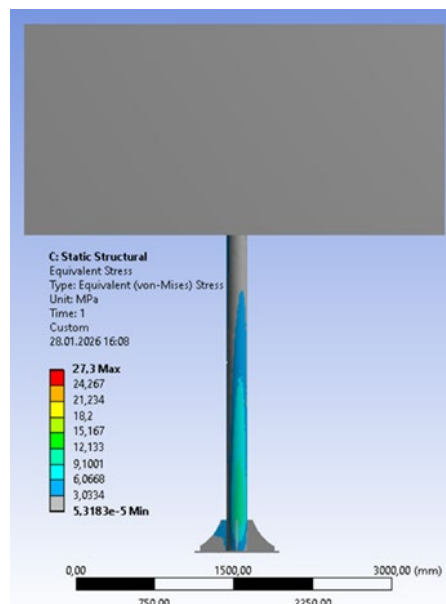 C: Static Structural
Equivalent Stress
Type: Equivalent (von-Mises) Stress
Unit: MPa
Time: 1
Custom
28.01.2026 16:08
27,3 Max
24,267
21,234
18,2
15,167
12,133
9,1001
6,0668
3,0334
5,3183e-5 Min
0,00 1500,00 3000,00 (mm)
750,00 2250,00